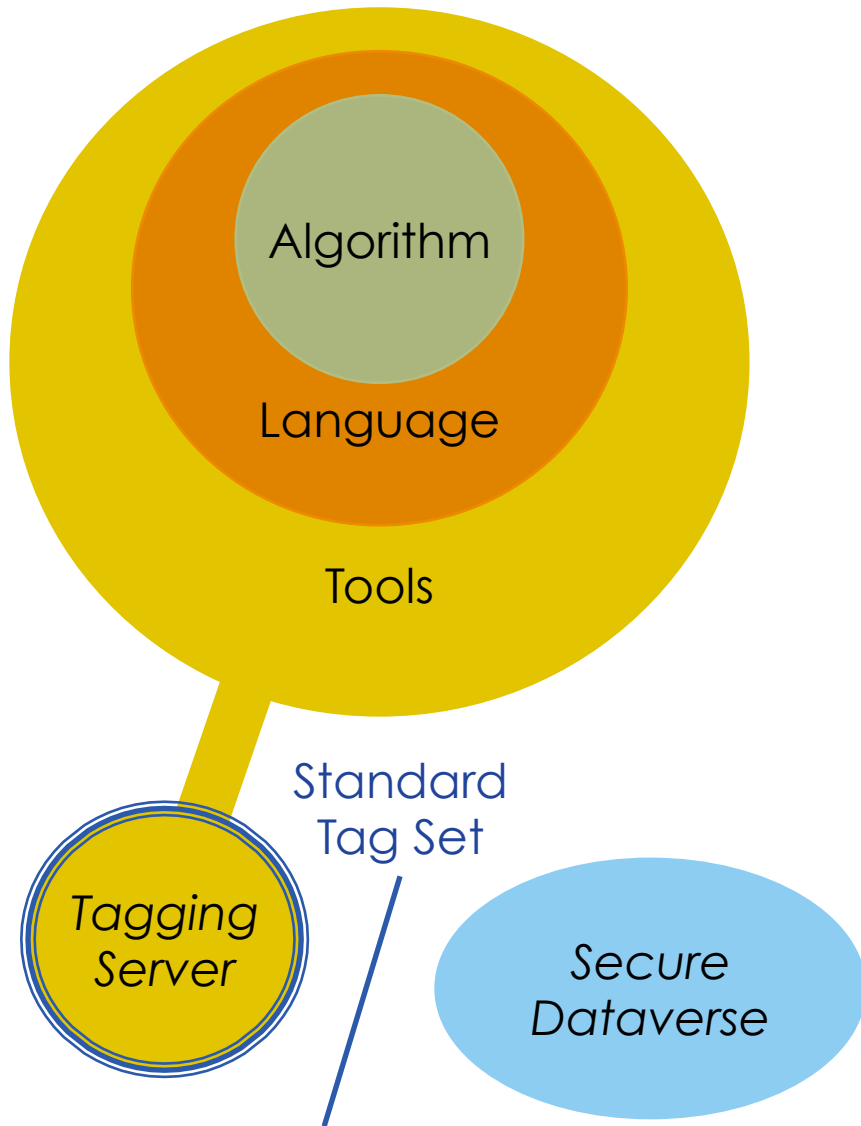 Algorithm
Language
Tools
Standard
Tag Set
Tagging
Server
Secure
Dataverse